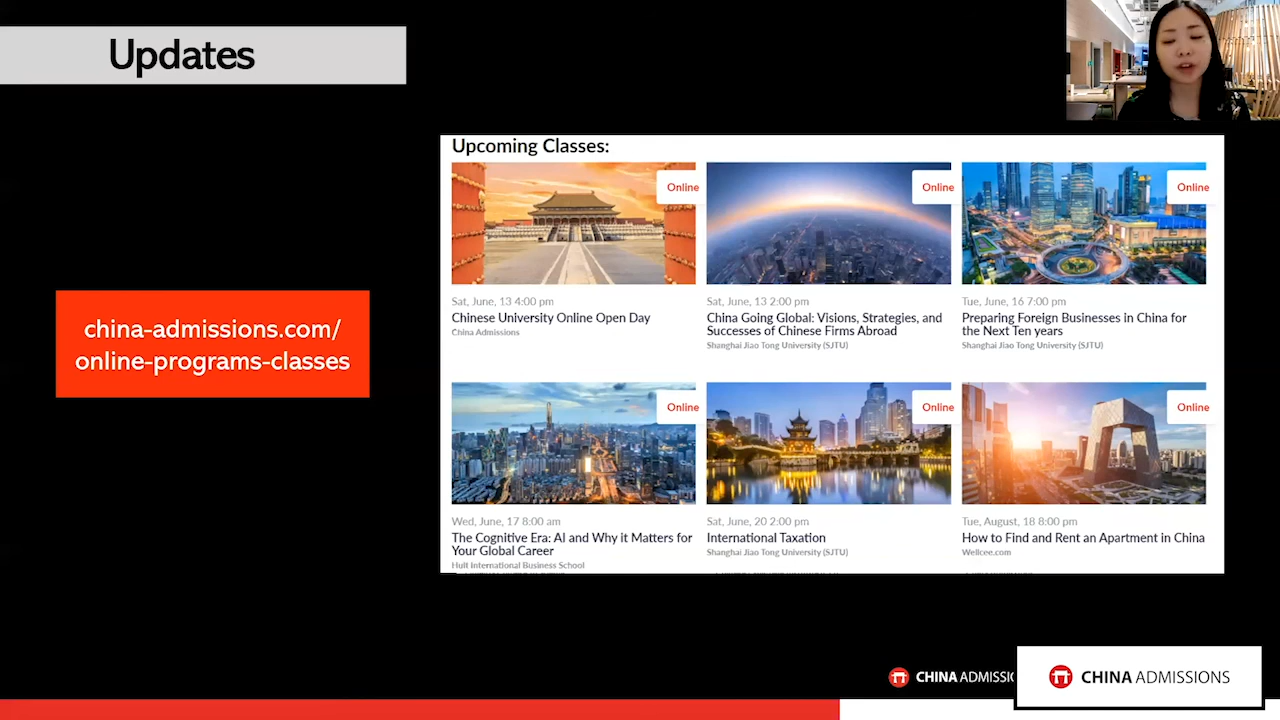 Updates
china-admissions.com/
online-programs-classes
Upcoming Classes:
Online
Sat, June, 13 4:00 pm
Chinese University Online Open Day
China Admissions
Online
Sat, June, 13 2:00 pm
China Going Global: Visions, Strategies, and
Successes of Chinese Firms Abroad
Shanghai Jiao Tong University (SJTU)
Online
Tue, June, 16 7:00 pm
Preparing Foreign Businesses in China for
the Next Ten years
Shanghai Jiao Tong University (SJTU)
Online
Wed, June, 17 8:00 am
The Cognitive Era: AI and Why it Matters for
Your Global Career
Hult International Business School
Online
Sat, June, 20 2:00 pm
International Taxation
Shanghai Jiao Tong University (SJTU)
Online
Tue, August, 18 8:00 pm
How to Find and Rent an Apartment in China
Wellcee.com
CHINA
CHINA ADMISSIONS